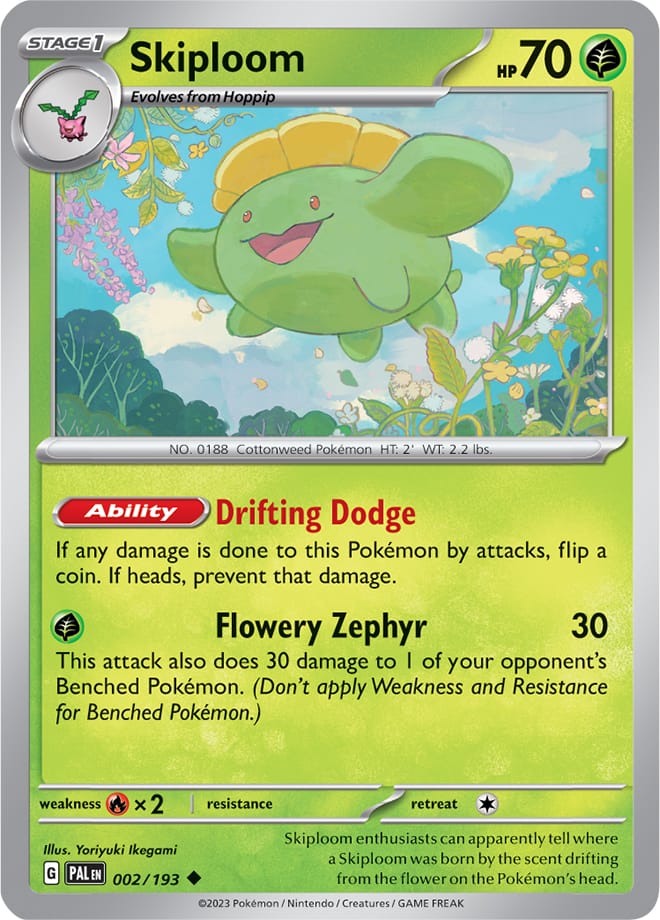 STAGE1
Skiploom
HP 70
Evolves from Hoppip
NO. 0188 Cottonweed Pokémon HT: 2' WT: 2.2 lbs.
Ability Drifting Dodge
If any damage is done to this Pokémon by attacks, flip a
coin. If heads, prevent that damage.
Flowery Zephyr 30
This attack also does 30 damage to 1 of your opponent's
Benched Pokémon. (Don't apply Weakness and Resistance
for Benched Pokémon.)
weakness ×2 resistance retreat
Illus. Yoriyuki Ikegami
G PAL EN 002/193
Skiploom enthusiasts can apparently tell where
a Skiploom was born by the scent drifting
from the flower on the Pokémon's head.
©2023 Pokémon / Nintendo / Creatures / GAME FREAK